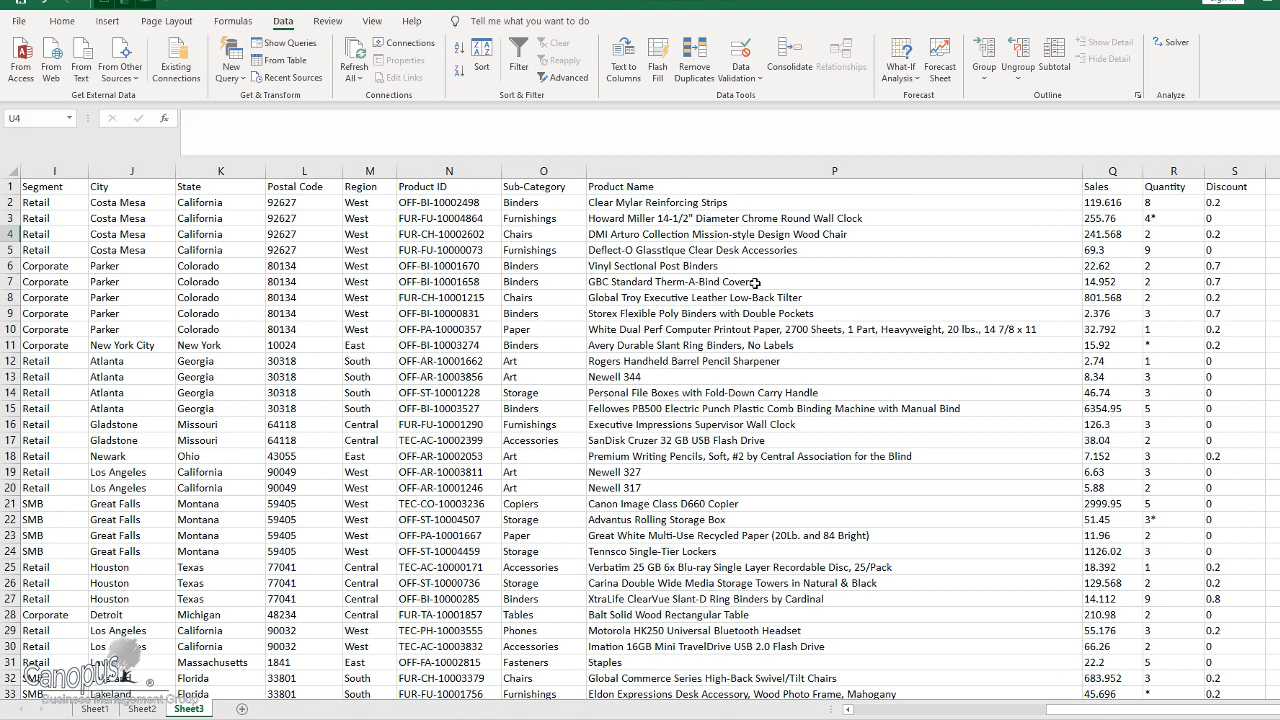 File Home Insert Page Layout Formulas Data Review View Help Tell me what you want to do
From Access From Web From Text From Other Sources Existing Connections New Query Show Queries From Table Recent Sources Refresh All Connections Properties Edit Links Sort Filter Clear Reapply Advanced Text to Columns Flash Fill Remove Duplicates Data Validation Consolidate Relationships What-If Analysis Forecast Sheet Group Ungroup Subtotal Show Detail Hide Detail Solver
Get External Data Get & Transform Connections Sort & Filter Data Tools Forecast Outline Analyze
U4 fx
I J K L M N O P Q R S
1 Segment City State Postal Code Region Product ID Sub-Category Product Name Sales Quantity Discount
2 Retail Costa Mesa California 92627 West OFF-BI-10002498 Binders Clear Mylar Reinforcing Strips 119.616 8 0.2
3 Retail Costa Mesa California 92627 West FUR-FU-10004864 Furnishings Howard Miller 14-1/2" Diameter Chrome Round Wall Clock 255.76 4* 0
4 Retail Costa Mesa California 92627 West FUR-CH-10002602 Chairs DMI Arturo Collection Mission-style Design Wood Chair 241.568 2 0.2
5 Retail Costa Mesa California 92627 West FUR-FU-10000073 Furnishings Deflect-O Glasstique Clear Desk Accessories 69.3 9 0
6 Corporate Parker Colorado 80134 West OFF-BI-10001670 Binders Vinyl Sectional Post Binders 22.62 2 0.7
7 Corporate Parker Colorado 80134 West OFF-BI-10001658 Binders GBC Standard Therm-A-Bind Covers 14.952 2 0.7
8 Corporate Parker Colorado 80134 West FUR-CH-10001215 Chairs Global Troy Executive Leather Low-Back Tilter 801.568 2 0.2
9 Corporate Parker Colorado 80134 West OFF-BI-10000831 Binders Storex Flexible Poly Binders with Double Pockets 2.376 3 0.7
10 Corporate Parker Colorado 80134 West OFF-PA-10000357 Paper White Dual Perf Computer Printout Paper, 2700 Sheets, 1 Part, Heavyweight, 20 lbs., 14 7/8 x 11 32.792 1 0.2
11 Corporate New York City New York 10024 East OFF-BI-10003274 Binders Avery Durable Slant Ring Binders, No Labels 15.92 * 0.2
12 Retail Atlanta Georgia 30318 South OFF-AR-10001662 Art Rogers Handheld Barrel Pencil Sharpener 2.74 1 0
13 Retail Atlanta Georgia 30318 South OFF-AR-10003856 Art Newell 344 8.34 3 0
14 Retail Atlanta Georgia 30318 South OFF-ST-10001228 Storage Personal File Boxes with Fold-Down Carry Handle 46.74 3 0
15 Retail Atlanta Georgia 30318 South OFF-BI-10003527 Binders Fellowes PB500 Electric Punch Plastic Comb Binding Machine with Manual Bind 6354.95 5 0
16 Retail Gladstone Missouri 64118 Central FUR-FU-10001290 Furnishings Executive Impressions Supervisor Wall Clock 126.3 3 0
17 Retail Gladstone Missouri 64118 Central TEC-AC-10002399 Accessories SanDisk Cruzer 32 GB USB Flash Drive 38.04 2 0
18 Retail Newark Ohio 43055 East OFF-AR-10002053 Art Premium Writing Pencils, Soft, #2 by Central Association for the Blind 7.152 3 0.2
19 Retail Los Angeles California 90049 West OFF-AR-10003811 Art Newell 327 6.63 3 0
20 Retail Los Angeles California 90049 West OFF-AR-10001246 Art Newell 317 5.88 2 0
21 SMB Great Falls Montana 59405 West TEC-CO-10003236 Copiers Canon Image Class D660 Copier 2999.95 5 0
22 SMB Great Falls Montana 59405 West OFF-ST-10004507 Storage Advantus Rolling Storage Box 51.45 3* 0
23 SMB Great Falls Montana 59405 West OFF-PA-10001667 Paper Great White Multi-Use Recycled Paper (20Lb. and 84 Bright) 11.96 2 0
24 SMB Great Falls Montana 59405 West OFF-ST-10004459 Storage Tennsco Single-Tier Lockers 1126.02 3 0
25 Retail Houston Texas 77041 Central TEC-AC-10000171 Accessories Verbatim 25 GB 6x Blu-ray Single Layer Recordable Disc, 25/Pack 18.392 1 0.2
26 Retail Houston Texas 77041 Central OFF-ST-10000736 Storage Carina Double Wide Media Storage Towers in Natural & Black 129.568 2 0.2
27 Retail Houston Texas 77041 Central OFF-BI-10000285 Binders XtraLife ClearVue Slant-D Ring Binders by Cardinal 14.112 9 0.8
28 Corporate Detroit Michigan 48234 Central FUR-TA-10001857 Tables Balt Solid Wood Rectangular Table 210.98 2 0
29 Retail Los Angeles California 90032 West TEC-PH-10003555 Phones Motorola HK250 Universal Bluetooth Headset 55.176 3 0.2
30 Retail Los California 90032 West TEC-AC-10003832 Accessories Imation 16GB Mini TravelDrive USB 2.0 Flash Drive 66.26 2 0
31 Retail Massachusetts 1841 East OFF-FA-10002815 Fasteners Staples 22.2 5 0
Florida 33801 South FUR-CH-10003379 Chairs Global Commerce Series High-Back Swivel/Tilt Chairs 683.952 3 0.2
33 SMB Lakeland Florida 33801 South FUR-FU-10001756 Furnishings Eldon Expressions Desk Accessory, Wood Photo Frame, Mahogany 45.696 * 0.2
Canopus ®
Business Management Group
Sheet1 Sheet2 Sheet3